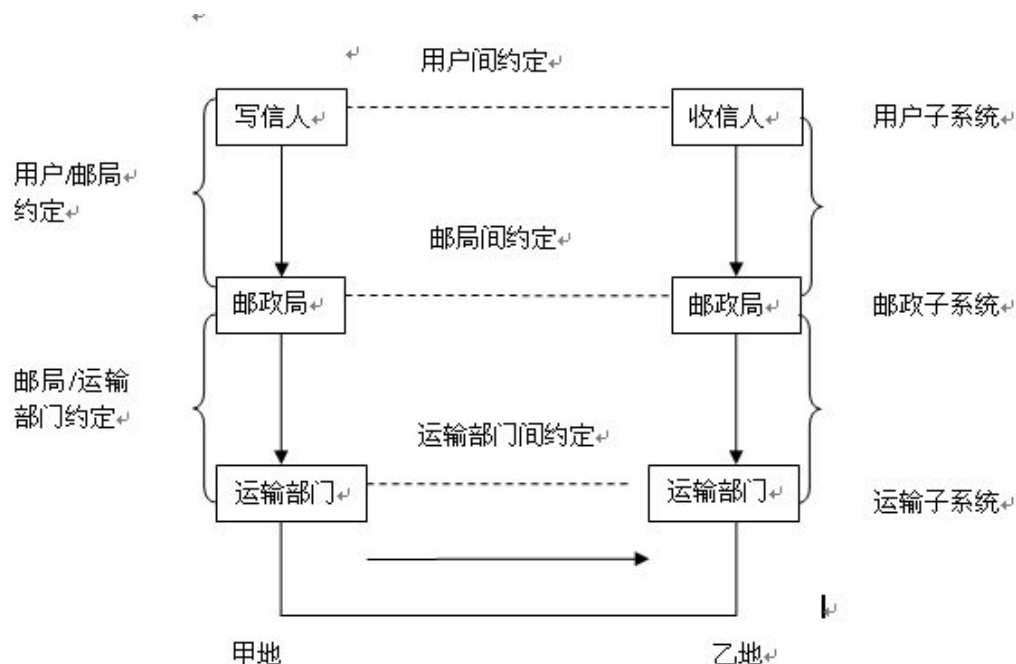 用户间约定
写信人
收信人
用户子系统
用户/邮局
约定
邮局间约定
邮政局
邮政局
邮政子系统
邮局/运输
部门约定
运输部门间约定
运输部门
运输部门
运输子系统
甲地
乙地